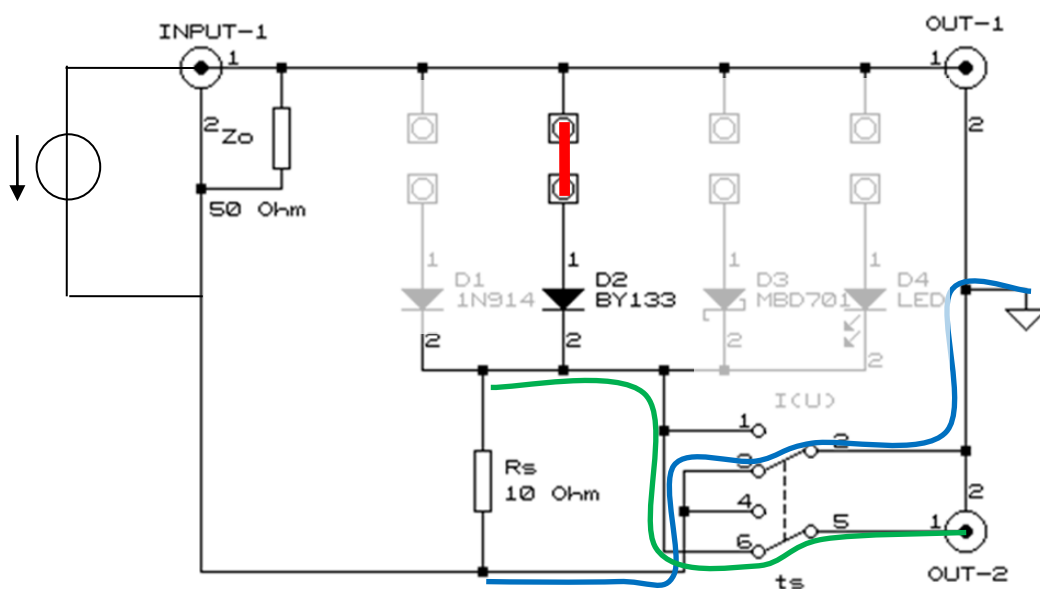 INPUT-1
OUT-1
1
1
2
Zo
2
50 Ohm
1
1
1
1
D1
1N914
D2
BY133
D3
MBD701
D4
LED
2
2
2
2
I(U)
1
2
3
Rs
10 Ohm
4
2
6
5
1
OUT-2
ts